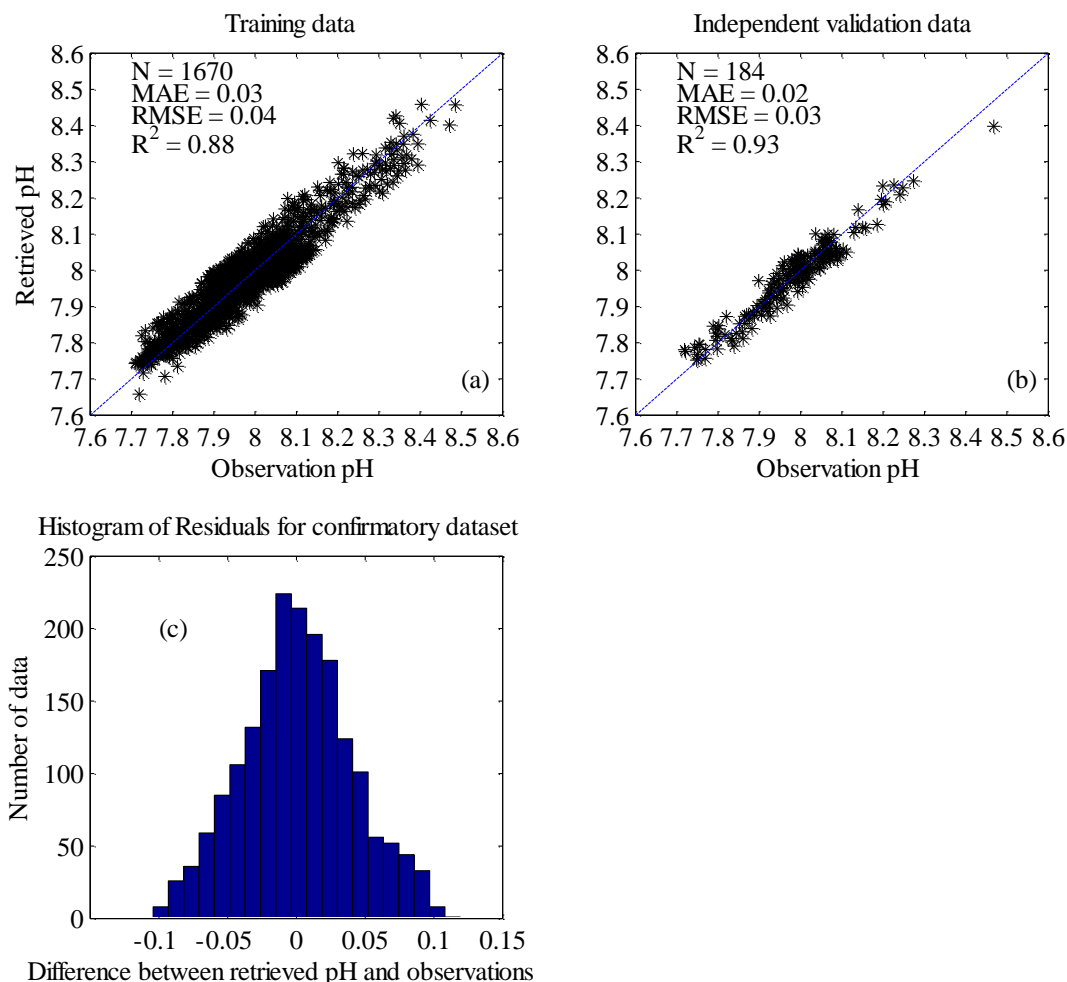 Training data
8.6
8.5
8.4
8.3
8.2
8.1
8
7.9
7.8
7.7
7.6
Retrieved pH
N = 1670
MAE = 0.03
RMSE = 0.04
R² = 0.88
(a)
7.6 7.7 7.8 7.9 8 8.1 8.2 8.3 8.4 8.5 8.6
Observation pH
Independent validation data
8.6
8.5
8.4
8.3
8.2
8.1
8
7.9
7.8
7.7
7.6
N = 184
MAE = 0.02
RMSE = 0.03
R² = 0.93
(b)
7.6 7.7 7.8 7.9 8 8.1 8.2 8.3 8.4 8.5 8.6
Observation pH
Histogram of Residuals for confirmatory dataset
250
200
150
100
50
0
Number of data
(c)
-0.1 -0.05 0 0.05 0.1 0.15
Difference between retrieved pH and observations